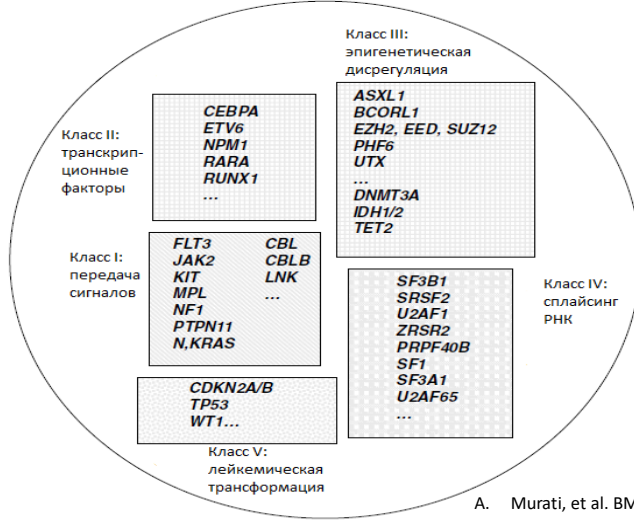 Класс III:
эпигенетическая
дисрегуляция
ASXL1
BCORL1
EZH2, EED, SUZ12
PHF6
UTX
...
DNMT3A
IDH1/2
TET2
Класс II:
транскрип-
ционные
факторы
CEBPA
ETV6
NPM1
RARA
RUNX1
...
Класс I:
передача
сигналов
FLT3 CBL
JAK2 CBLB
KIT LNK
MPL ...
NF1
PTPN11
N,KRAS
Класс IV:
сплайсинг
РНК
SF3B1
SRSF2
U2AF1
ZRSR2
PRPF40B
SF1
SF3A1
U2AF65
...
CDKN2A/B
TP53
WT1...
Класс V:
лейкемическая
трансформация
A. Murati, et al. BM